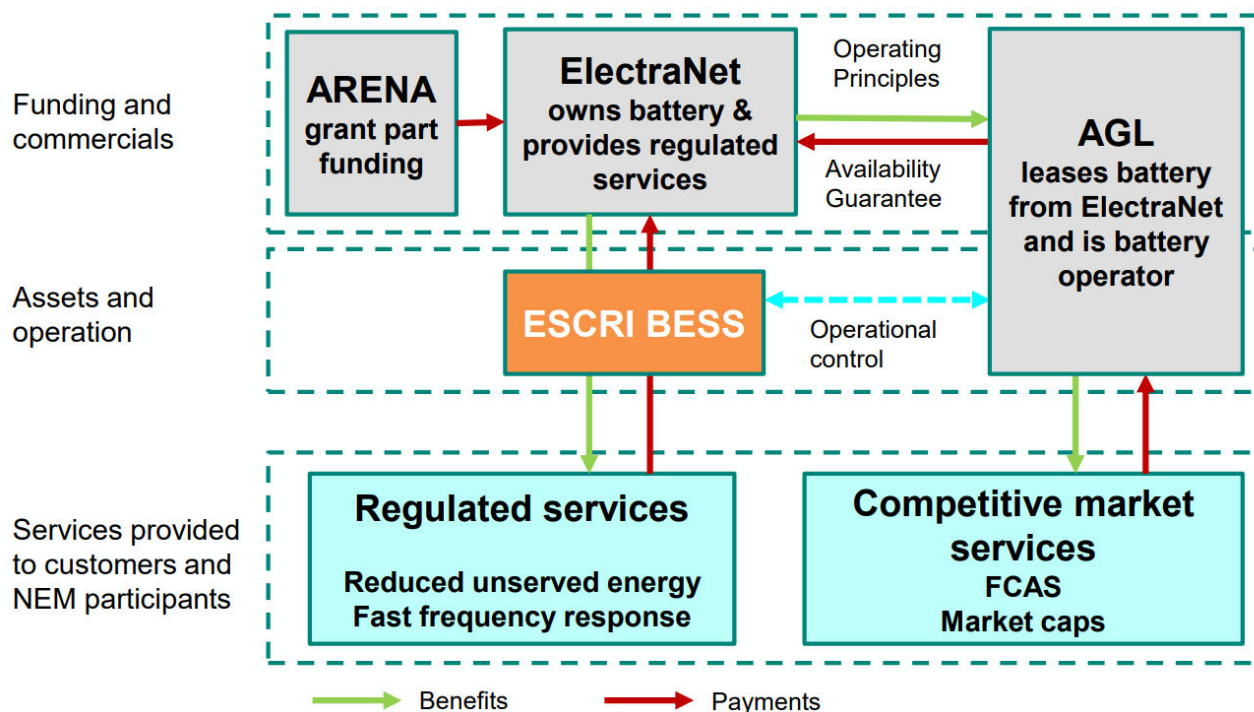 Funding and
commercials
ARENA
grant part
funding
ElectraNet
owns battery &
provides regulated
services
Operating
Principles
Availability
Guarantee
AGL
leases battery
from ElectraNet
and is battery
operator
Assets and
operation
ESCRI BESS
Operational
control
Services provided
to customers and
NEM participants
Regulated services
Reduced unserved energy
Fast frequency response
Competitive market
services
FCAS
Market caps
Benefits
Payments